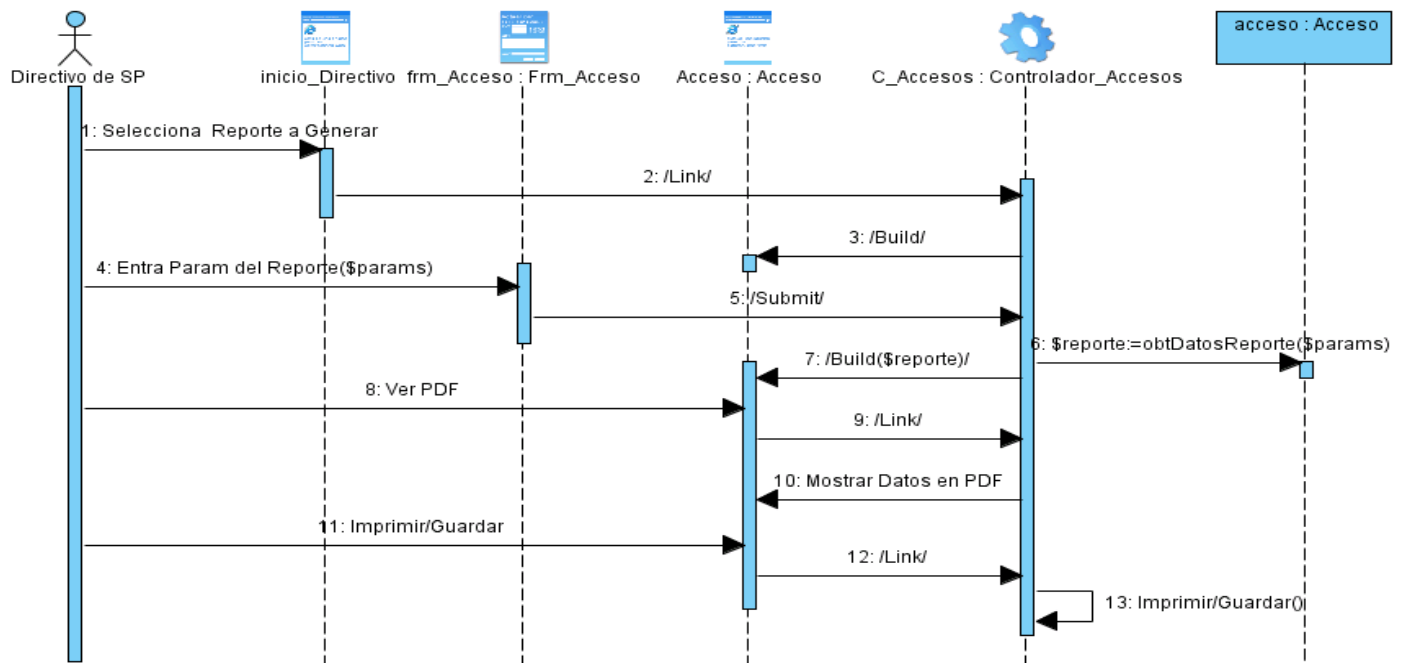 acceso : Acceso
Directivo de SP
inicio_Directivo
frm_Acceso : Frm_Acceso
Acceso : Acceso
C_Accesos : Controlador_Accesos
1: Selecciona Reporte a Generar
2: /Link/
3: /Build/
4: Entra Param del Reporte($params)
5: /Submit/
6: $reporte:=obtDatosReporte($params)
7: /Build($reporte)/
8: Ver PDF
9: /Link/
10: Mostrar Datos en PDF
11: Imprimir/Guardar
12: /Link/
13: Imprimir/Guardar()